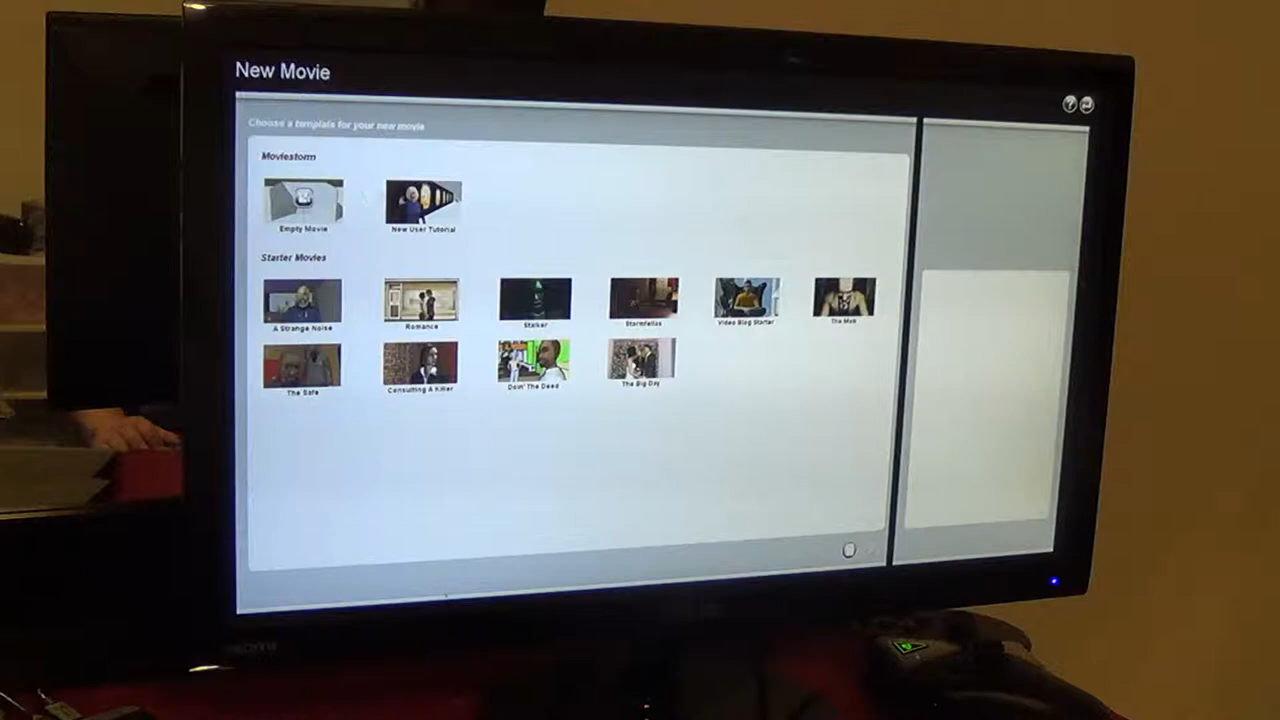 New Movie
Choose a template for your new movie
Moviestorm
Empty Movie
New User Tutorial
Starter Movies
A Strange Noise
Romance
Stalker
Stormfellas
Video Blog Starter
The Mob
The Safe
Consulting A Killer
Doin' The Deed
The Big Day
?